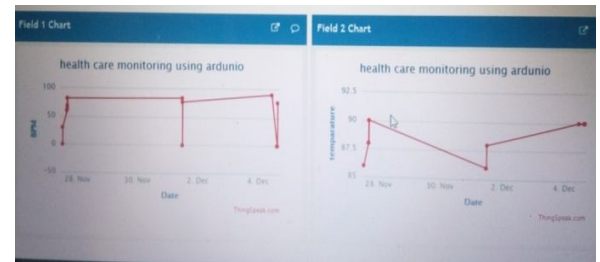 Field 1 Chart
health care monitoring using ardunio
100
50
0
-50
BPM
28. Nov
30. Nov
2. Dec
4. Dec
Date
ThingSpeak.com
Field 2 Chart
health care monitoring using ardunio
92.5
90
87.5
85
temparature
28. Nov
30. Nov
2. Dec
4. Dec
Date
ThingSpeak.com